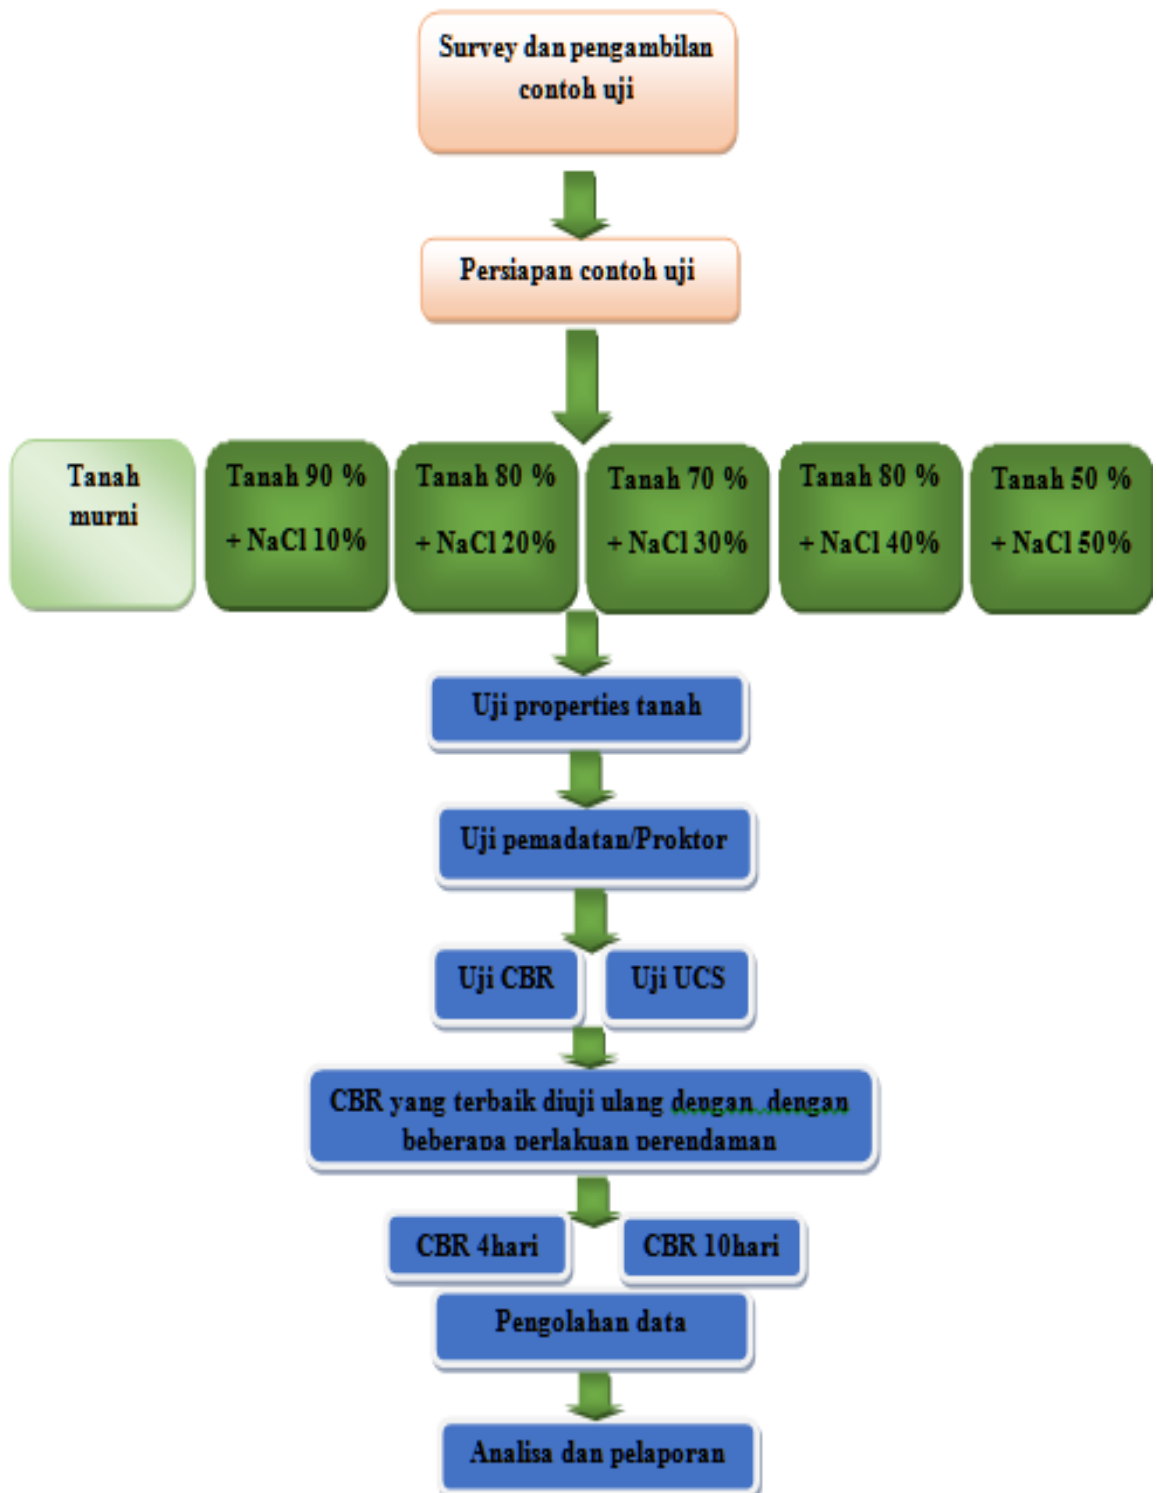 Survey dan pengambilan
contoh uji
Persiapan contoh uji
Tanah
murni
Tanah 90 %
+ NaCl 10%
Tanah 80 %
+ NaCl 20%
Tanah 70 %
+ NaCl 30%
Tanah 80 %
+ NaCl 40%
Tanah 50 %
+ NaCl 50%
Uji properties tanah
Uji pemadatan/Proktor
Uji CBR
Uji UCS
CBR yang terbaik diuji ulang dengan dengan
beberapa perlakuan perendaman
CBR 4hari
CBR 10hari
Pengolahan data
Analisa dan pelaporan